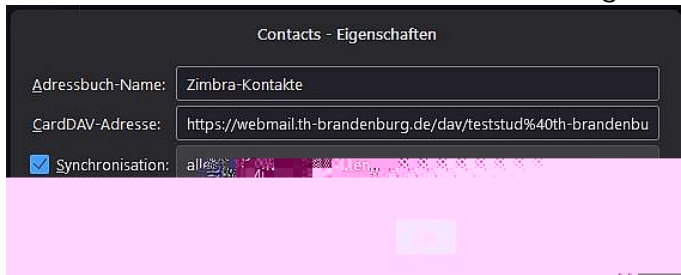 Contacts - Eigenschaften
Adressbuch-Name: Zimbra-Kontakte
CardDAV-Adresse: https://webmail.th-brandenburg.de/dav/teststud%40th-brandenbu
Synchronisation: